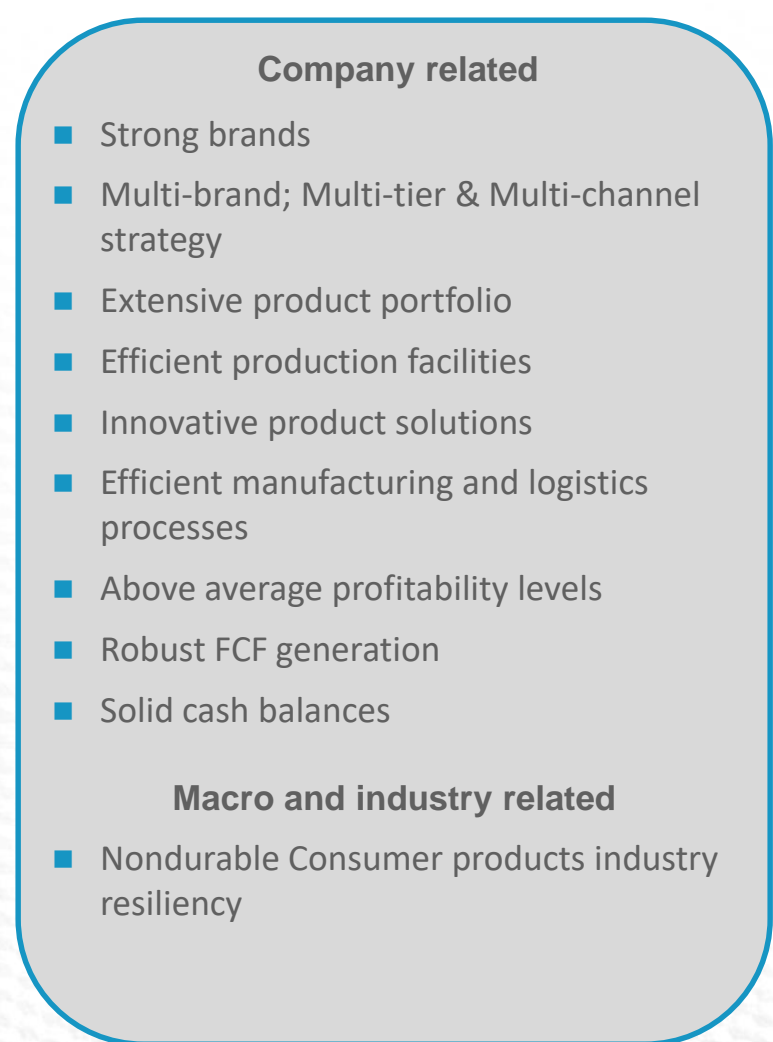 Company related
■ Strong brands
■ Multi-brand; Multi-tier & Multi-channel
strategy
■ Extensive product portfolio
■ Efficient production facilities
■ Innovative product solutions
■ Efficient manufacturing and logistics
processes
■ Above average profitability levels
■ Robust FCF generation
■ Solid cash balances
Macro and industry related
■ Nondurable Consumer products industry
resiliency